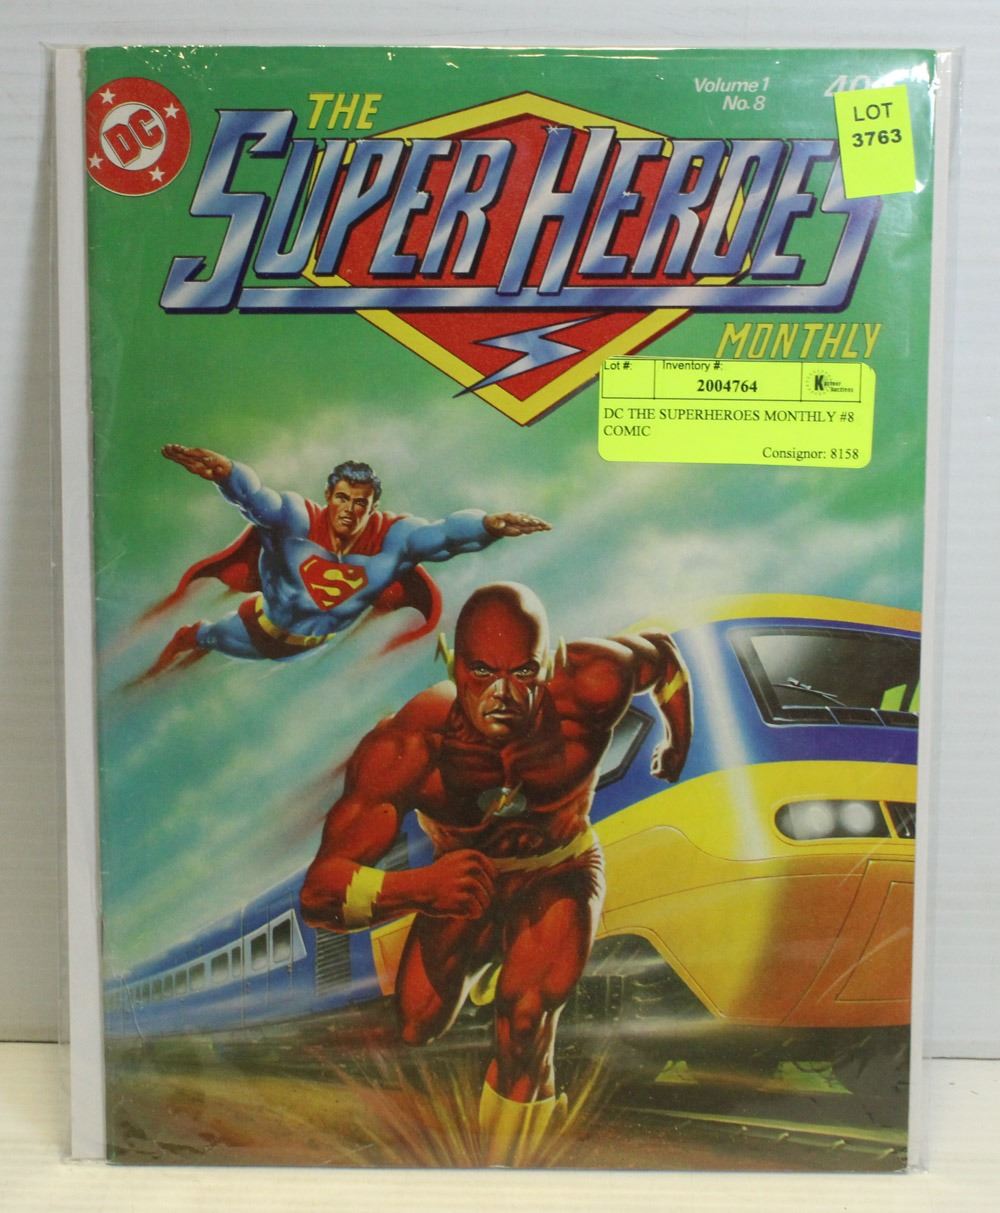 DC
THE
SUPER HEROES
MONTHLY
Volume 1
No. 8
LOT
3763
Lot #:
Inventory #:
2004764
DC THE SUPERHEROES MONTHLY #8
COMIC
Consignor: 8158
S